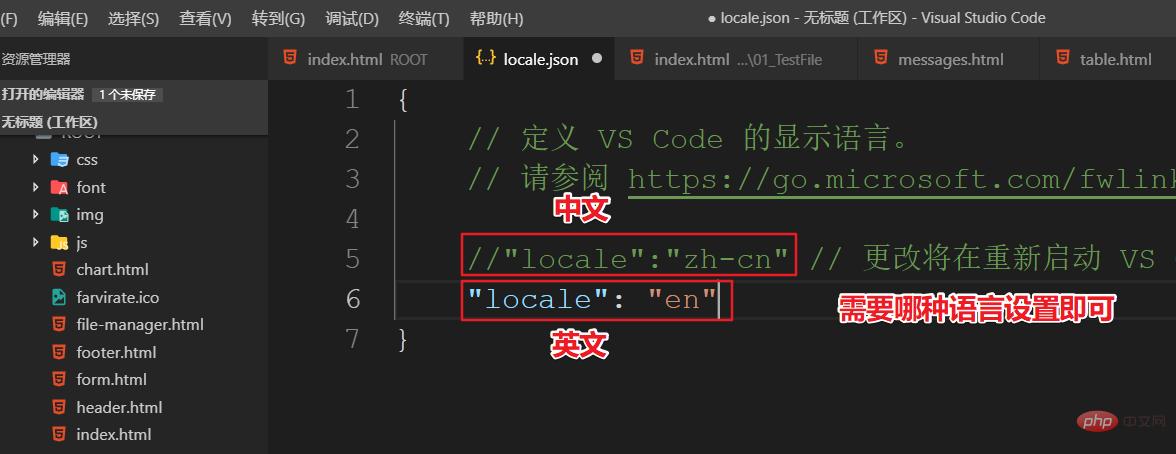 (F) 编辑(E) 选择(S) 查看(V) 转到(G) 调试(D) 终端(T) 帮助(H) ● locale.json - 无标题 (工作区) - Visual Studio Code
资源管理器
index.html ROOT {..} locale.json ● index.html ...\01_TestFile messages.html table.html
打开的编辑器 1 个未保存
无标题 (工作区)
ROOT
css
font
img
js
chart.html
farvirate.ico
file-manager.html
footer.html
form.html
header.html
index.html
1 {
2 // 定义 VS Code 的显示语言。
3 // 请参阅 https://go.microsoft.com/fwlink
中文
4
5 //"locale":"zh-cn" // 更改将在重新启动 VS
6 "locale": "en"
需要哪种语言设置即可
英文
7 }
php 中文网